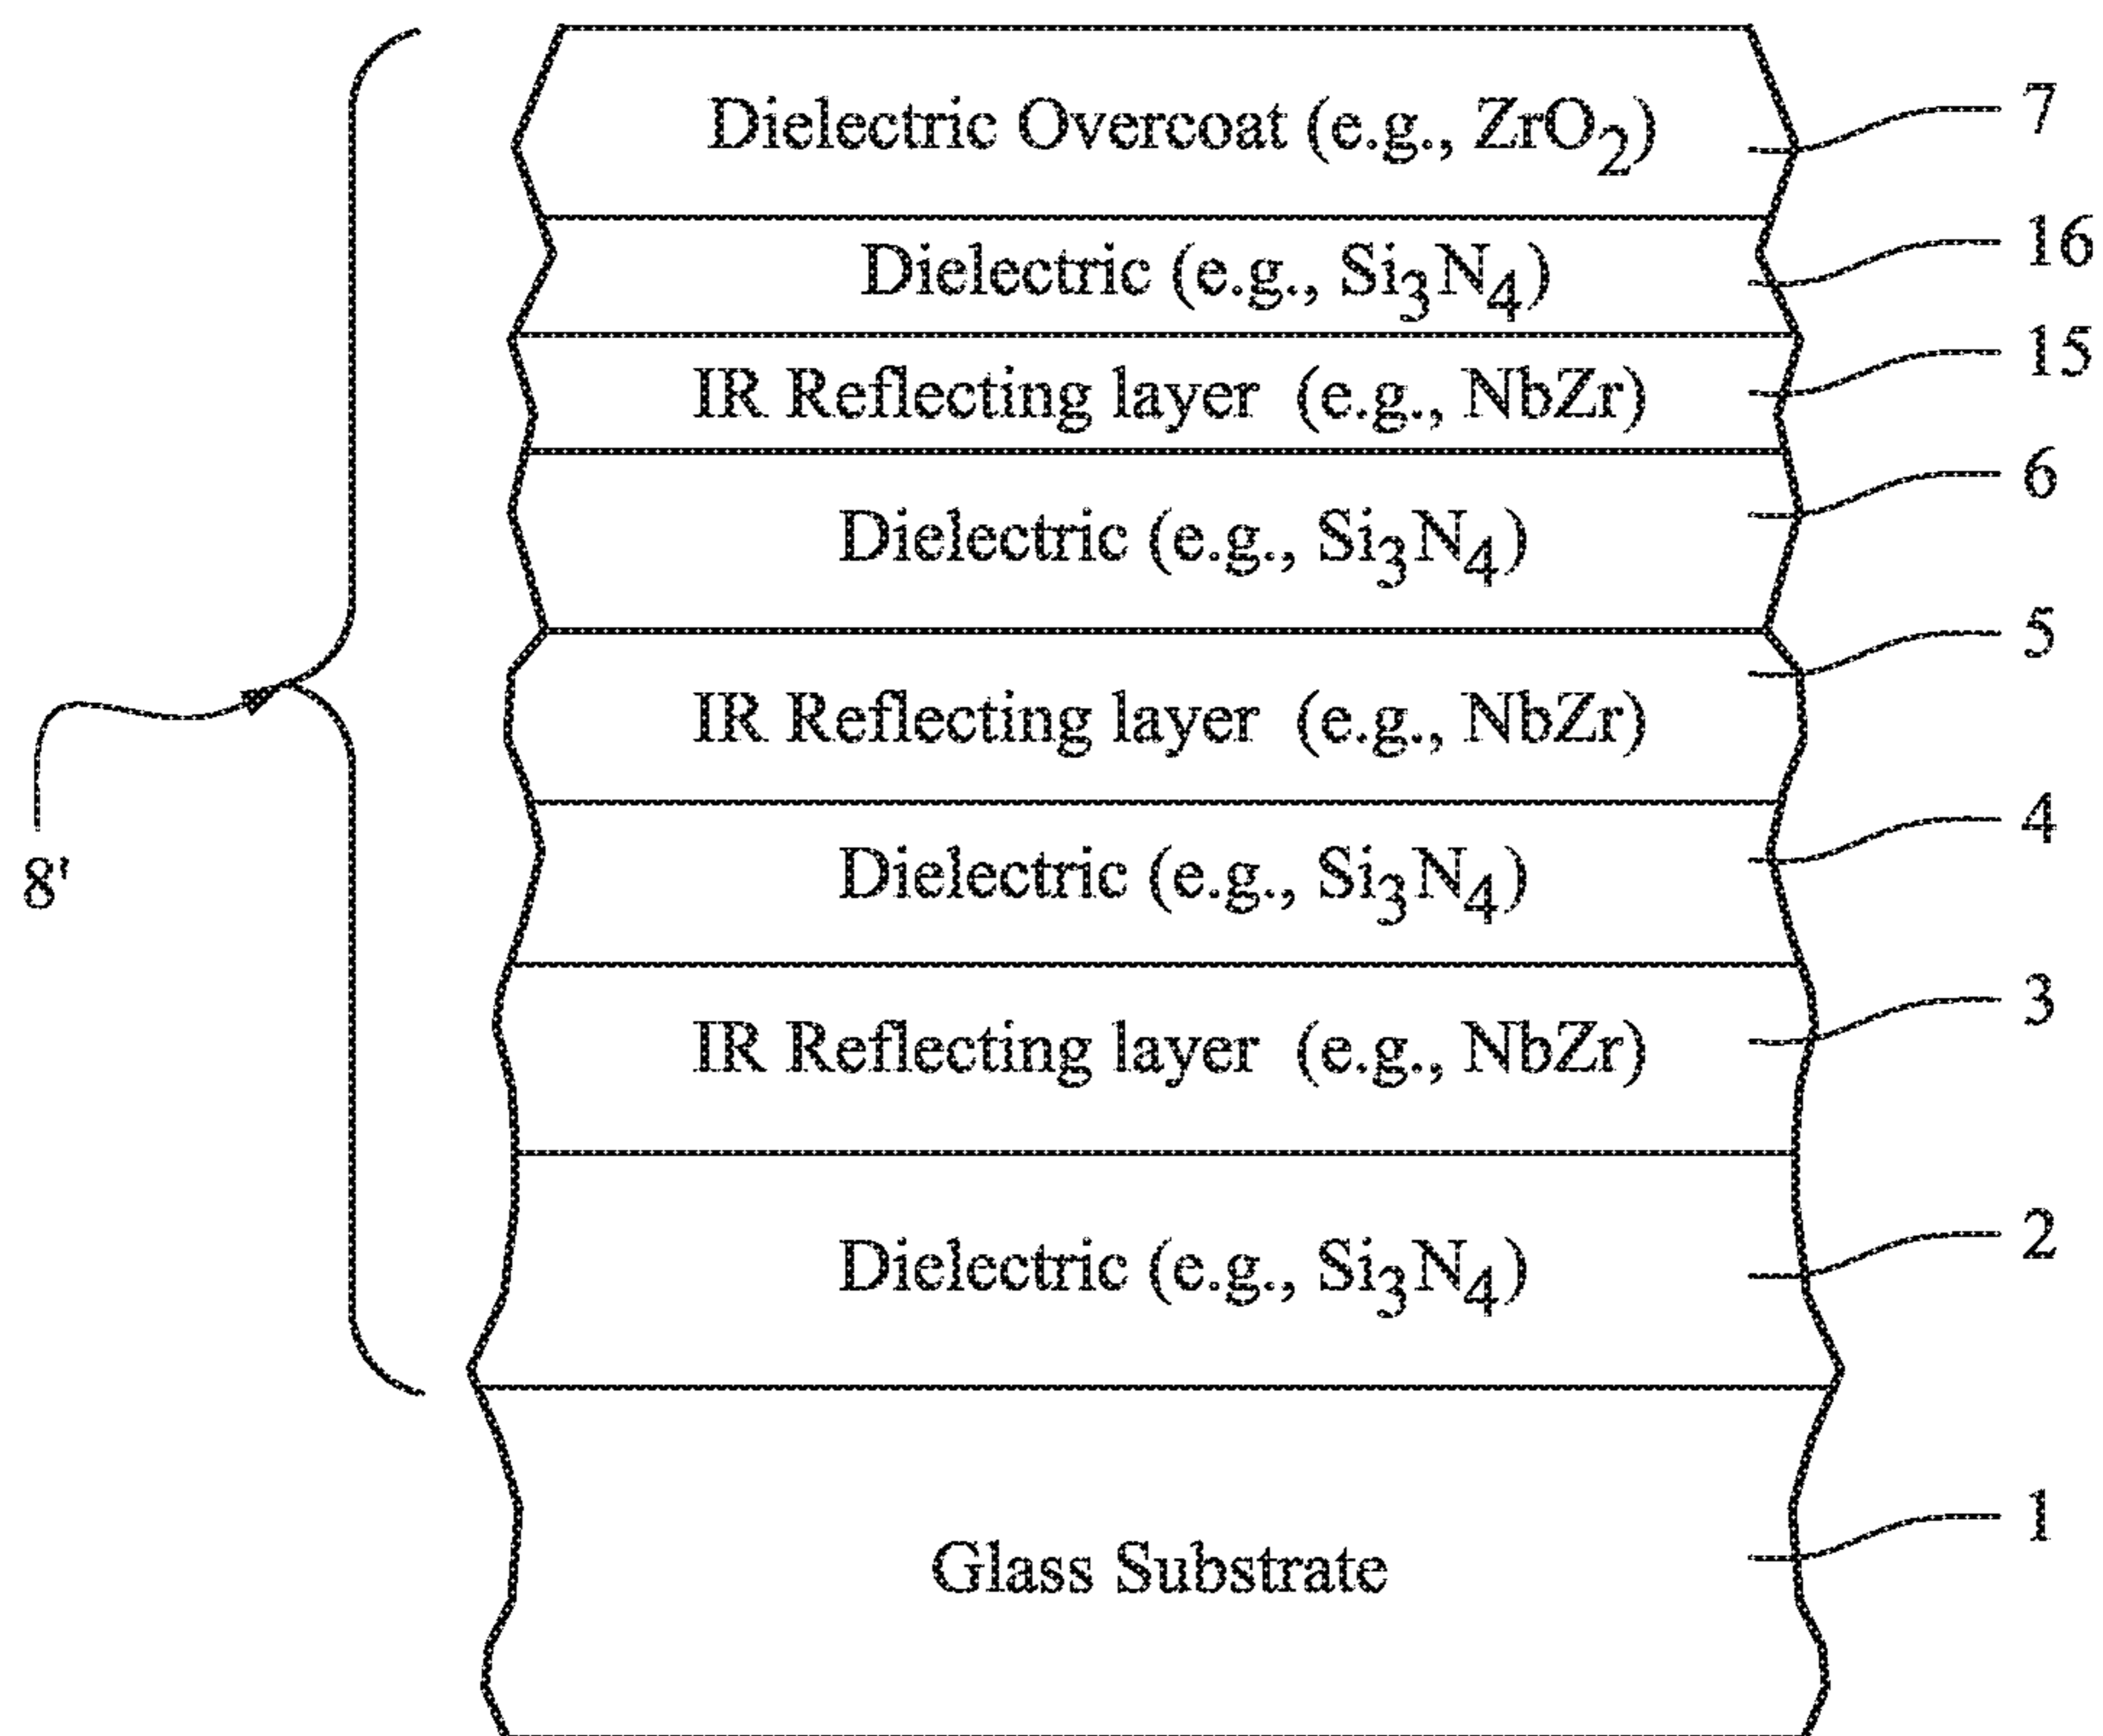 Dielectric Overcoat (e.g., ZrO₂) 7
Dielectric (e.g., Si₃N₄) 16
IR Reflecting layer (e.g., NbZr) 15
Dielectric (e.g., Si₃N₄) 6
IR Reflecting layer (e.g., NbZr) 5
Dielectric (e.g., Si₃N₄) 4
8'
IR Reflecting layer (e.g., NbZr) 3
Dielectric (e.g., Si₃N₄) 2
Glass Substrate 1